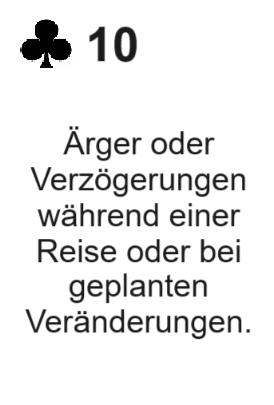 ♣ 10
Ärger oder
Verzögerungen
während einer
Reise oder bei
geplanten
Veränderungen.